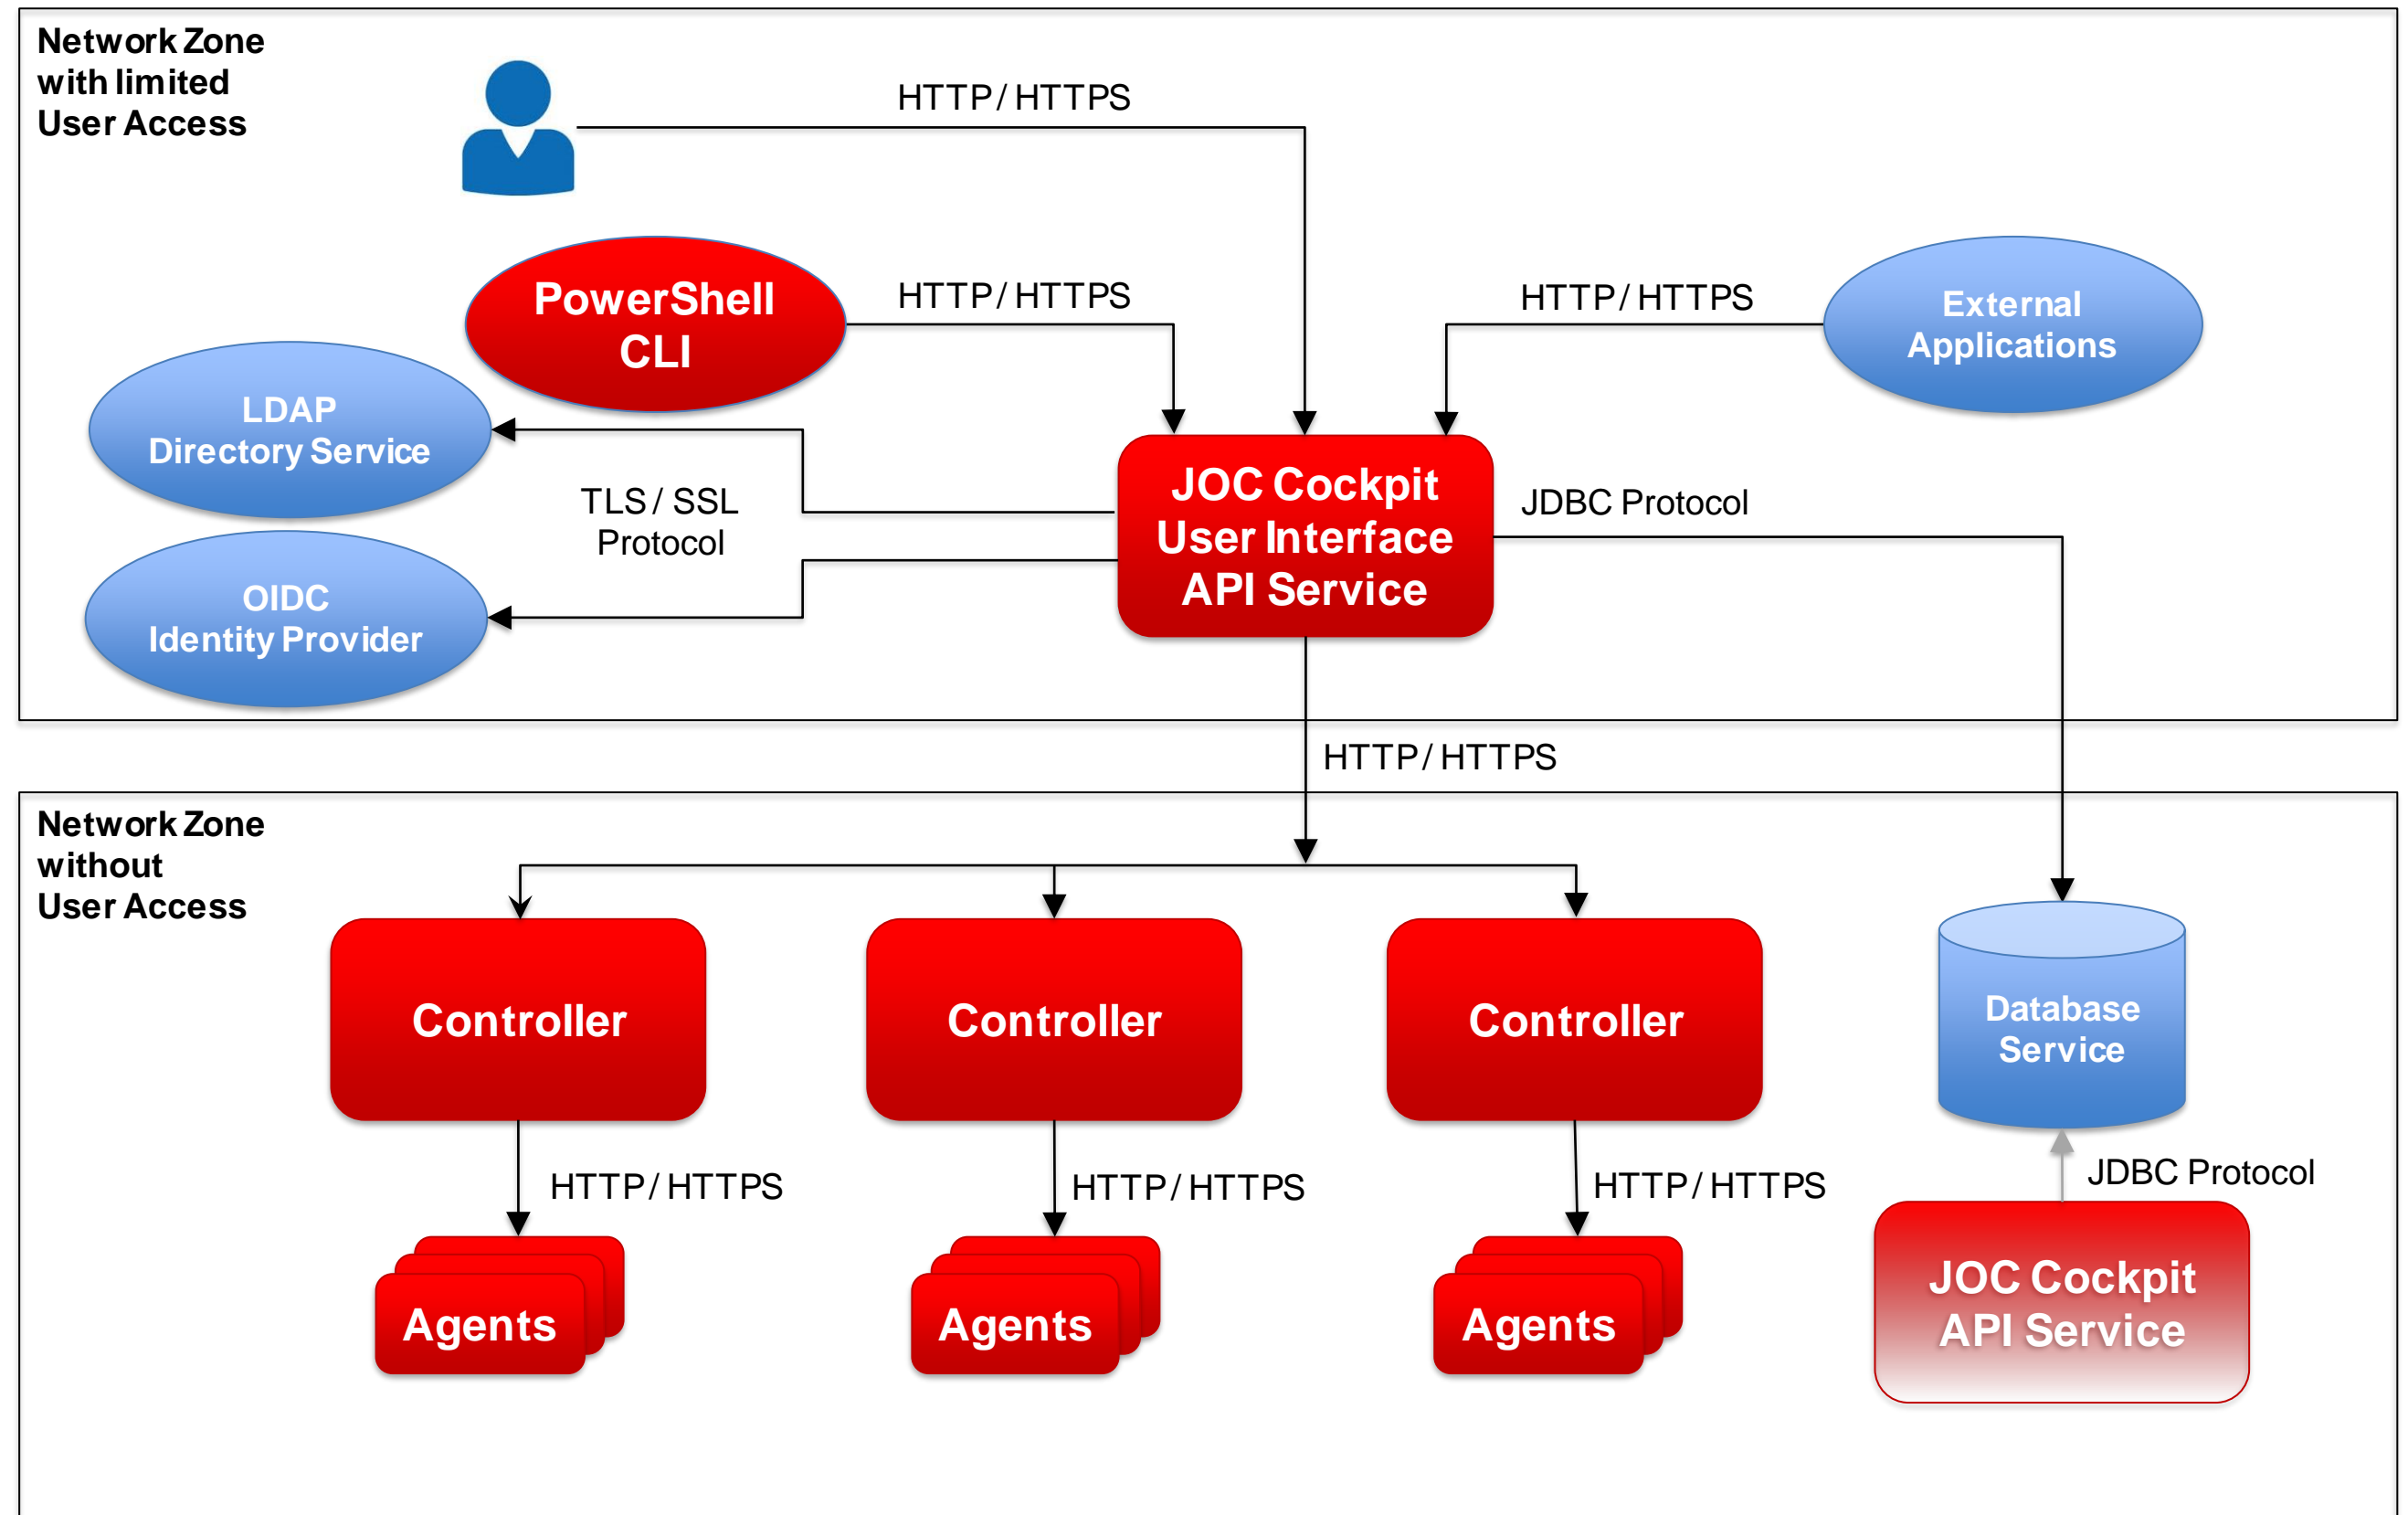 Network Zone
with limited
User Access
HTTP / HTTPS
PowerShell
CLI
HTTP / HTTPS
HTTP / HTTPS
External
Applications
LDAP
Directory Service
TLS / SSL
Protocol
JOC Cockpit
User Interface
API Service
JDBC Protocol
OIDC
Identity Provider
HTTP / HTTPS
Network Zone
without
User Access
Controller
Controller
Controller
Database
Service
HTTP / HTTPS
HTTP / HTTPS
HTTP / HTTPS
JDBC Protocol
Agents
Agents
Agents
JOC Cockpit
API Service